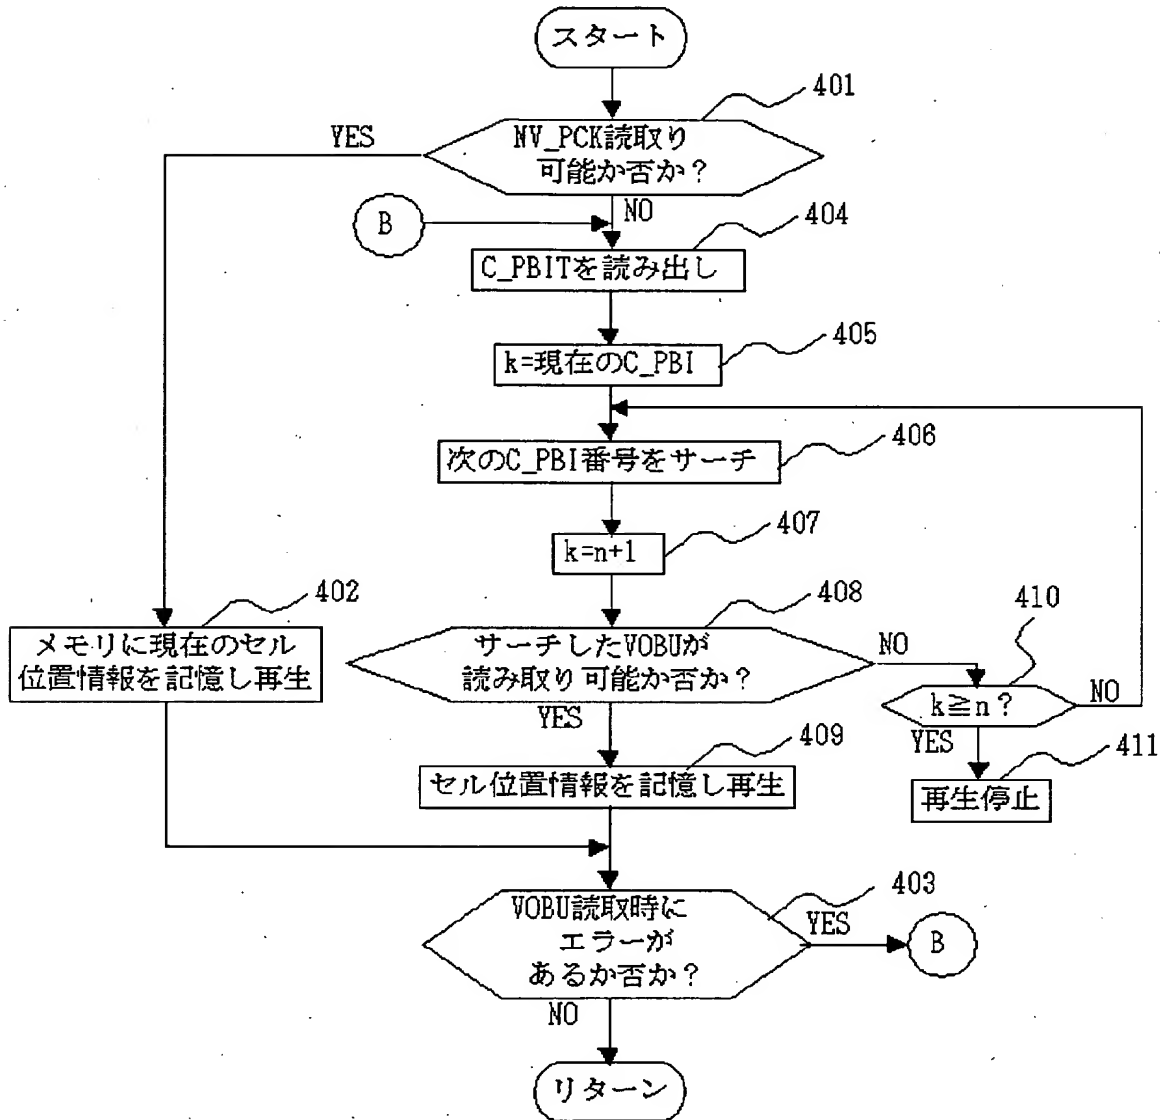 スタート
401
NV_PCK読取り
可能か否か?
YES
NO
B
404
C_PBITを読み出し
405
k=現在のC_PBI
406
次のC_PBI番号をサーチ
407
k=n+1
402
メモリに現在のセル
位置情報を記憶し再生
408
サーチしたVOBUが
読み取り可能か否か?
NO
YES
410
k≧n?
NO
YES
409
セル位置情報を記憶し再生
411
再生停止
403
VOBU読取時に
エラーが
あるか否か?
YES
B
NO
リターン